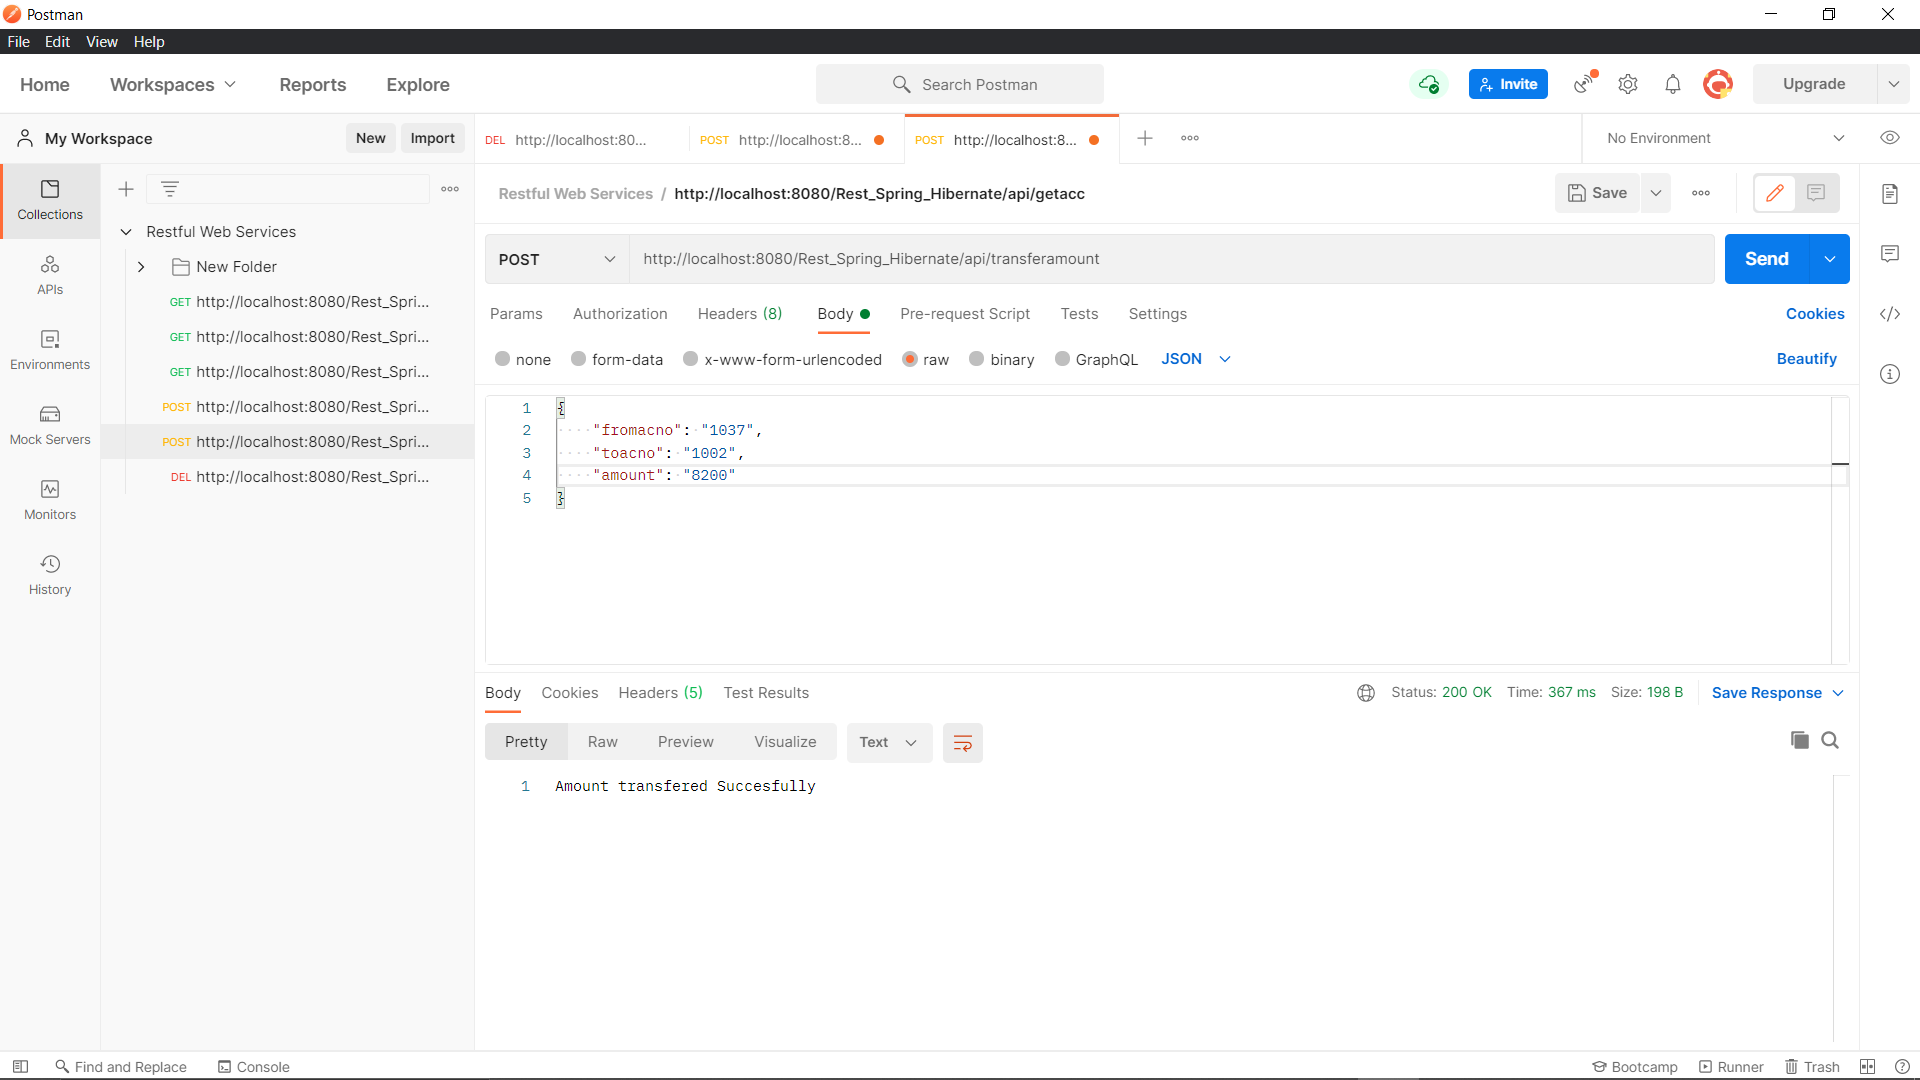 Postman
File Edit View Help
Home Workspaces Reports Explore Search Postman Invite Upgrade
My Workspace New Import
DEL http://localhost:80... POST http://localhost:8... POST http://localhost:8... No Environment
Collections
APIs
Environments
Mock Servers
Monitors
History
Restful Web Services
New Folder
GET http://localhost:8080/Rest_Spri...
GET http://localhost:8080/Rest_Spri...
GET http://localhost:8080/Rest_Spri...
POST http://localhost:8080/Rest_Spri...
POST http://localhost:8080/Rest_Spri...
DEL http://localhost:8080/Rest_Spri...
Restful Web Services / http://localhost:8080/Rest_Spring_Hibernate/api/getacc Save
POST http://localhost:8080/Rest_Spring_Hibernate/api/transferamount Send
Params Authorization Headers (8) Body Pre-request Script Tests Settings Cookies
none form-data x-www-form-urlencoded raw binary GraphQL JSON Beautify
1 {
2 "fromacno": "1037",
3 "toacno": "1002",
4 "amount": "8200"
5 }
Body Cookies Headers (5) Test Results Status: 200 OK Time: 367 ms Size: 198 B Save Response
Pretty Raw Preview Visualize Text
1 Amount transfered Succesfully
Find and Replace Console Bootcamp Runner Trash